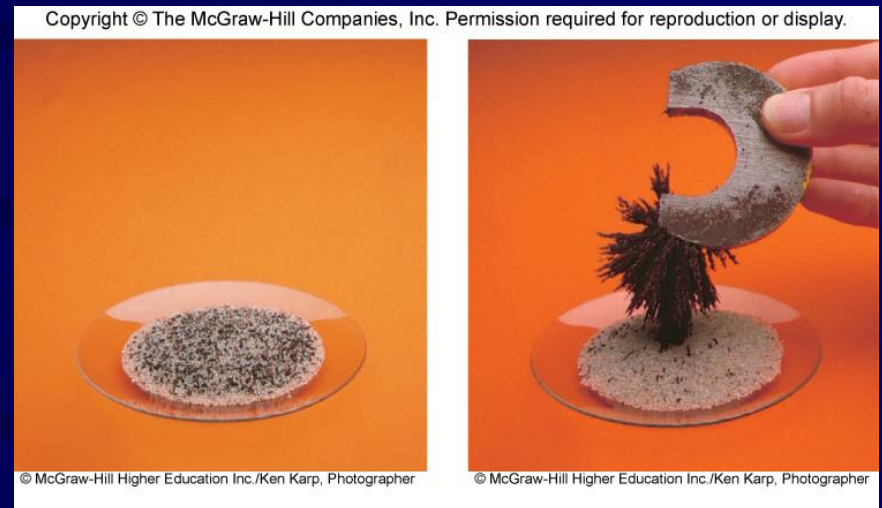 Copyright © The McGraw-Hill Companies, Inc. Permission required for reproduction or display.
© McGraw-Hill Higher Education Inc./Ken Karp, Photographer
© McGraw-Hill Higher Education Inc./Ken Karp, Photographer